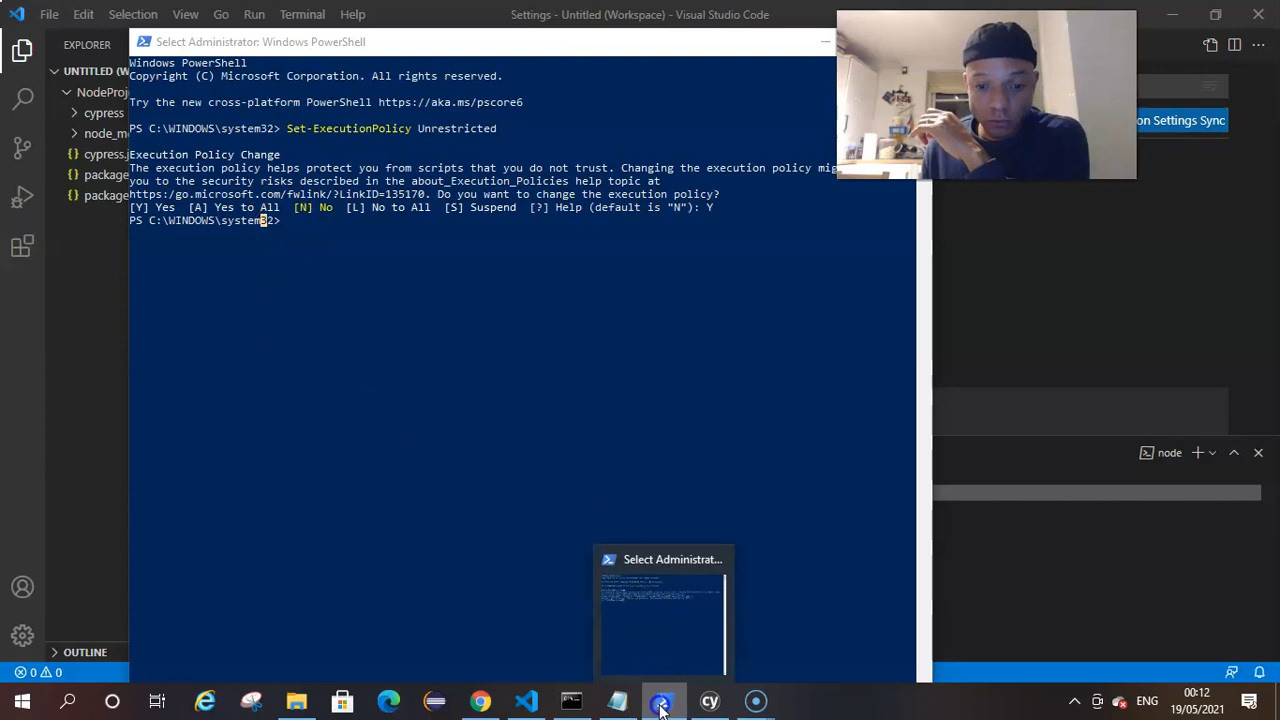 File Edit Selection View Go Run Terminal Help Settings - Untitled (Workspace) - Visual Studio Code
EXPLORER
Select Administrator: Windows PowerShell
Windows PowerShell
Copyright (C) Microsoft Corporation. All rights reserved.
Try the new cross-platform PowerShell https://aka.ms/pscore6
PS C:\WINDOWS\system32> Set-ExecutionPolicy Unrestricted
Execution Policy Change
The execution policy helps protect you from scripts that you do not trust. Changing the execution policy mig
you to the security risks described in the about_Execution_Policies help topic at
https:/go.microsoft.com/fwlink/?LinkID=135170. Do you want to change the execution policy?
[Y] Yes [A] Yes to All [N] No [L] No to All [S] Suspend [?] Help (default is "N"): Y
PS C:\WINDOWS\system32>
UNTITLED (W
NodeProj
cypress
node_m
{} cypress.j
{} package
{} package
on Settings Sync
node
OUTLINE
0 0
Select Administrat...
cy
ENG
00:12
19/05/2021